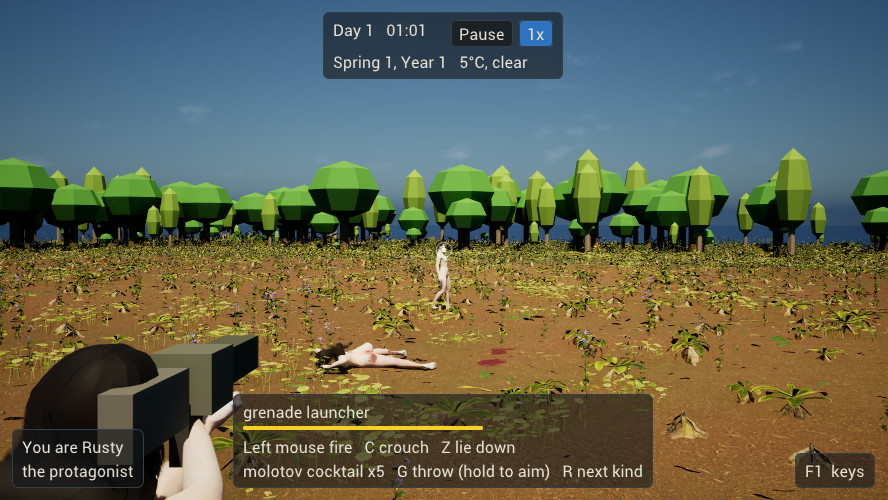 Day 1 01:01 Pause 1x
Spring 1, Year 1 5°C, clear
grenade launcher
Left mouse fire C crouch Z lie down
molotov cocktail x5 G throw (hold to aim) R next kind
You are Rusty
the protagonist
F1 keys